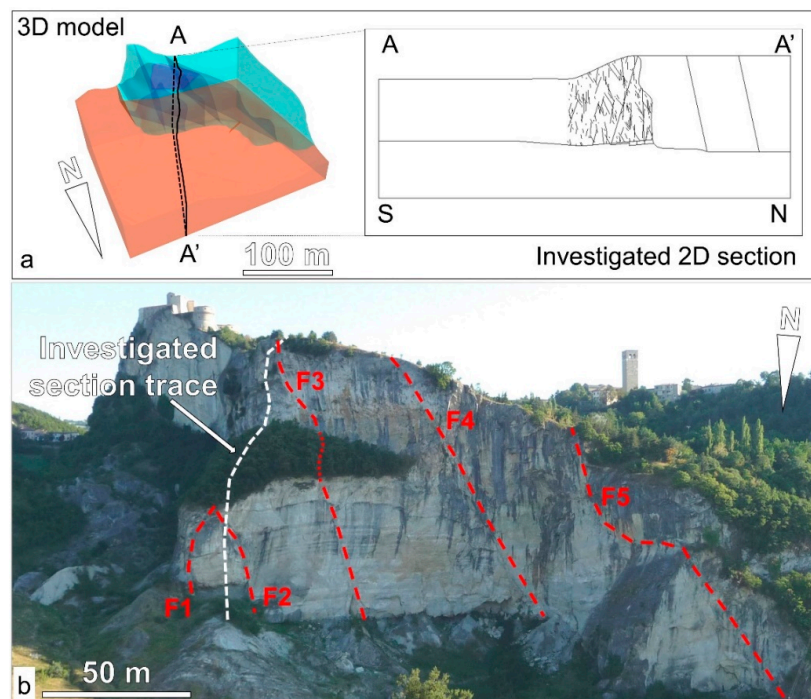 3D model
A
A'
N
100 m
a
A
A'
S
N
Investigated 2D section
Investigated
section trace
N
F3
F4
F5
F1
F2
50 m
b